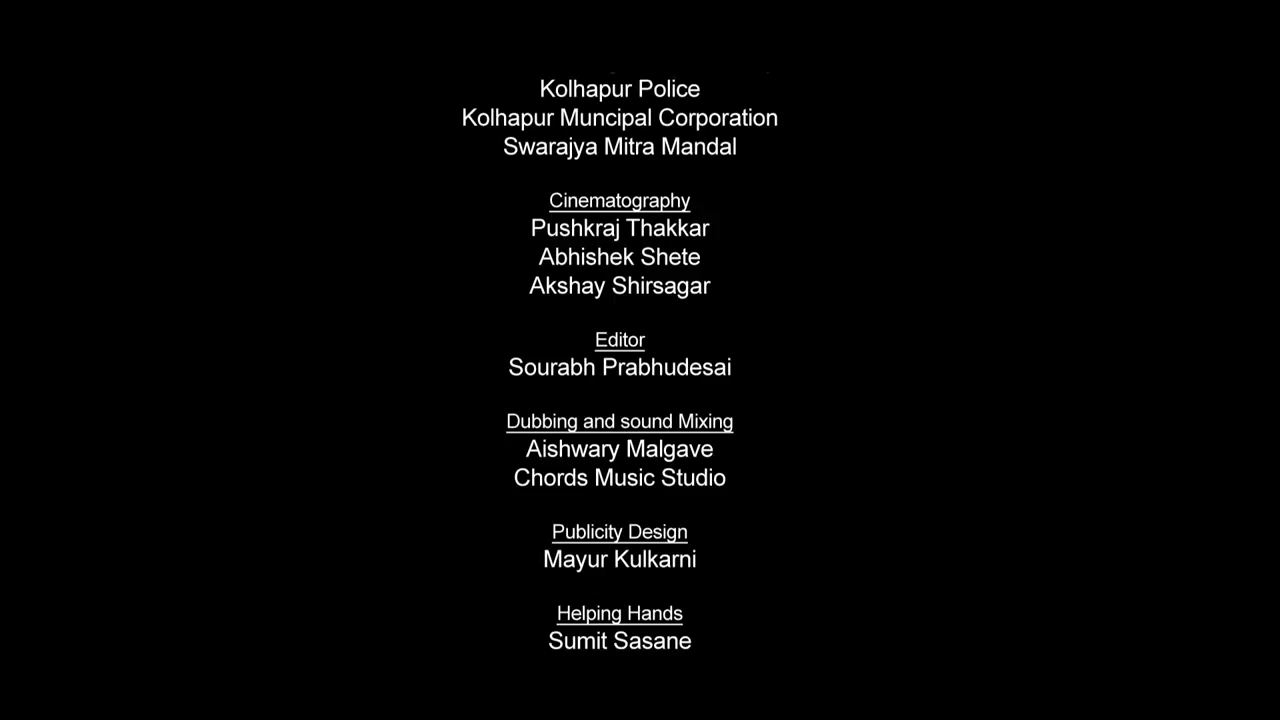 Kolhapur Police
Kolhapur Muncipal Corporation
Swarajya Mitra Mandal
Cinematography
Pushkraj Thakkar
Abhishek Shete
Akshay Shirsagar
Editor
Sourabh Prabhudesai
Dubbing and sound Mixing
Aishwary Malgave
Chords Music Studio
Publicity Design
Mayur Kulkarni
Helping Hands
Sumit Sasane